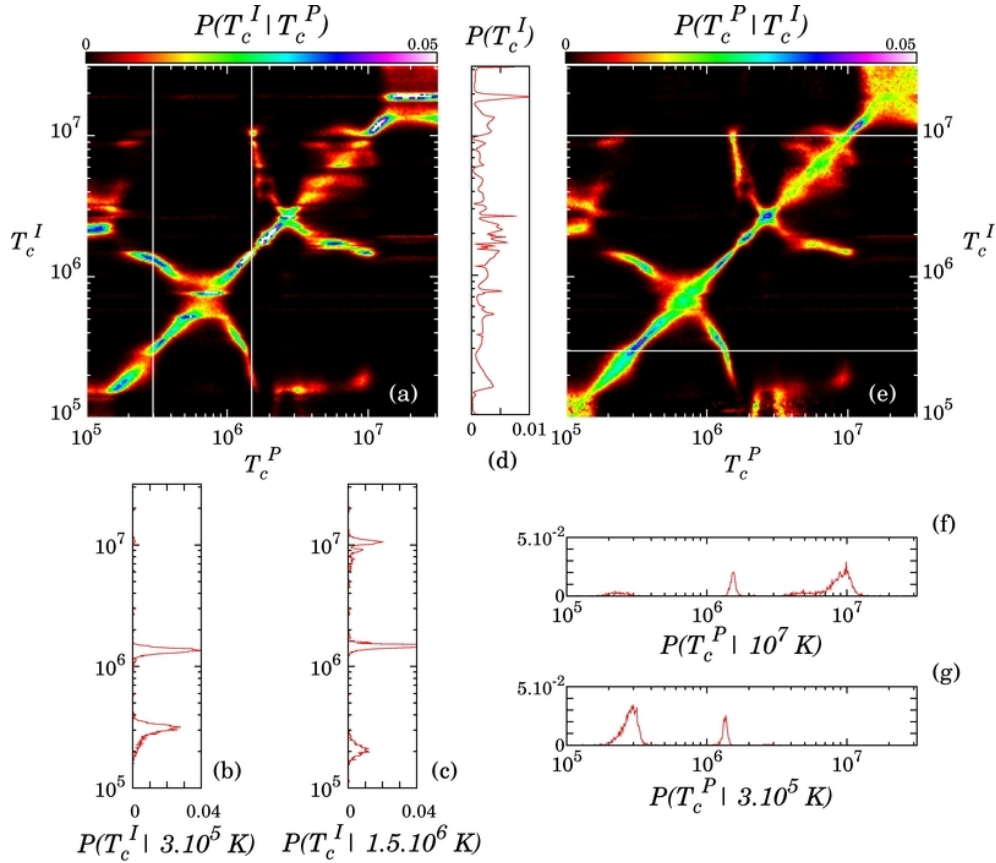 P(T_c^I | T_c^P)
0 0.05
P(T_c^I)
P(T_c^P | T_c^I)
0 0.05
10^7
T_c^I
10^6
10^5
(a)
10^5 10^6 10^7
T_c^P
0 0.01
(d)
10^7
T_c^I
10^6
10^5
(e)
10^5 10^6 10^7
T_c^P
10^7
10^6
10^5
(b)
0 0.04
P(T_c^I | 3.10^5 K)
10^7
10^6
10^5
(c)
0 0.04
P(T_c^I | 1.5.10^6 K)
(f)
5.10^-2
0
10^5 10^6 10^7
P(T_c^P | 10^7 K)
(g)
5.10^-2
0
10^5 10^6 10^7
P(T_c^P | 3.10^5 K)